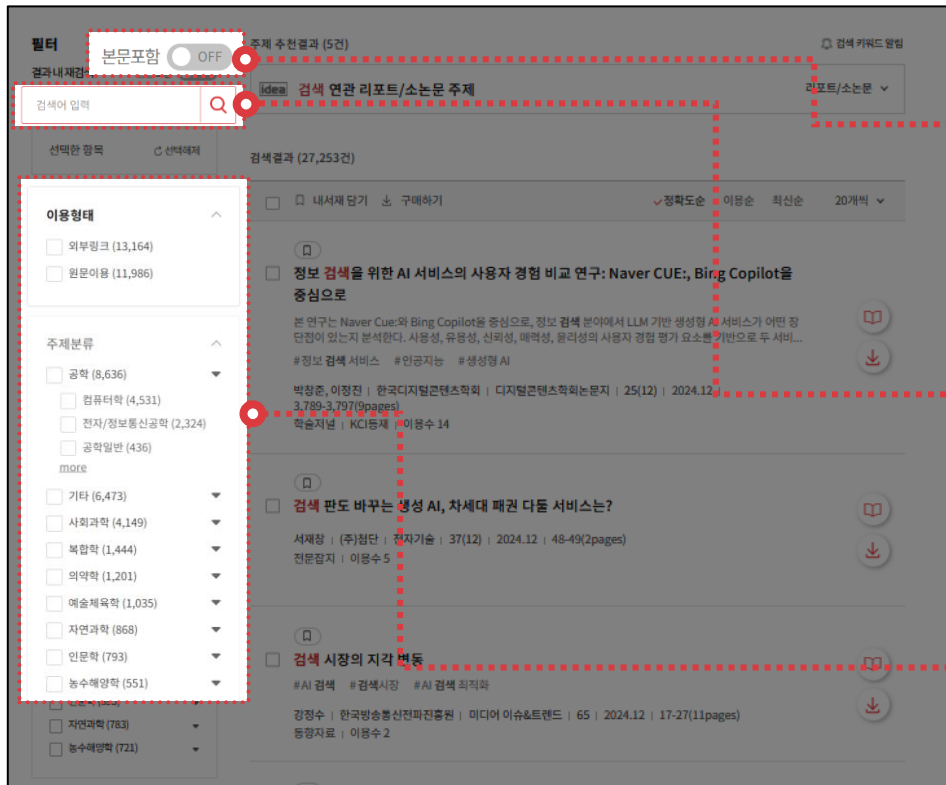 필터
본문포함 OFF
결과 내 재검색
검색어 입력
선택한 항목 선택해제
이용형태
외부링크 (13,164)
원문이용 (11,986)
주제분류
공학 (8,636)
컴퓨터학 (4,531)
전자/정보통신공학 (2,324)
공학일반 (436)
more
기타 (6,473)
사회과학 (4,149)
복합학 (1,444)
의약학 (1,201)
예술체육학 (1,035)
자연과학 (868)
인문학 (793)
농수해양학 (551)
자연과학 (783)
농수해양학 (721)
주제 추천결과 (5건) 검색 키워드 알림
idea 검색 연관 리포트/소논문 주제 리포트/소논문
검색결과 (27,253건)
내서재 담기 구매하기 정확도순 이용순 최신순 20개씩
정보 검색을 위한 AI 서비스의 사용자 경험 비교 연구: Naver CUE:, Bing Copilot을
중심으로
본 연구는 Naver Cue:와 Bing Copilot을 중심으로, 정보 검색 분야에서 LLM 기반 생성형 AI 서비스가 어떤 장
단점이 있는지 분석한다. 사용성, 유용성, 신뢰성, 매력성, 윤리성의 사용자 경험 평가 요소를 기반으로 두 서비...
#정보 검색 서비스 #인공지능 #생성형 AI
박창준, 이정진 | 한국디지털콘텐츠학회 | 디지털콘텐츠학회논문지 | 25(12) | 2024.12 |
3,789-3,797(9pages)
학술저널 | KCI등재 | 이용수 14
검색 판도 바꾸는 생성 AI, 차세대 패권 다툴 서비스는?
서재창 | (주)첨단 | 전자기술 | 37(12) | 2024.12 | 48-49(2pages)
전문잡지 | 이용수 5
검색 시장의 지각 변동
#AI 검색 #검색시장 #AI 검색 최적화
강정수 | 한국방송통신전파진흥원 | 미디어 이슈&트렌드 | 65 | 2024.12 | 17-27(11pages)
동향자료 | 이용수 2